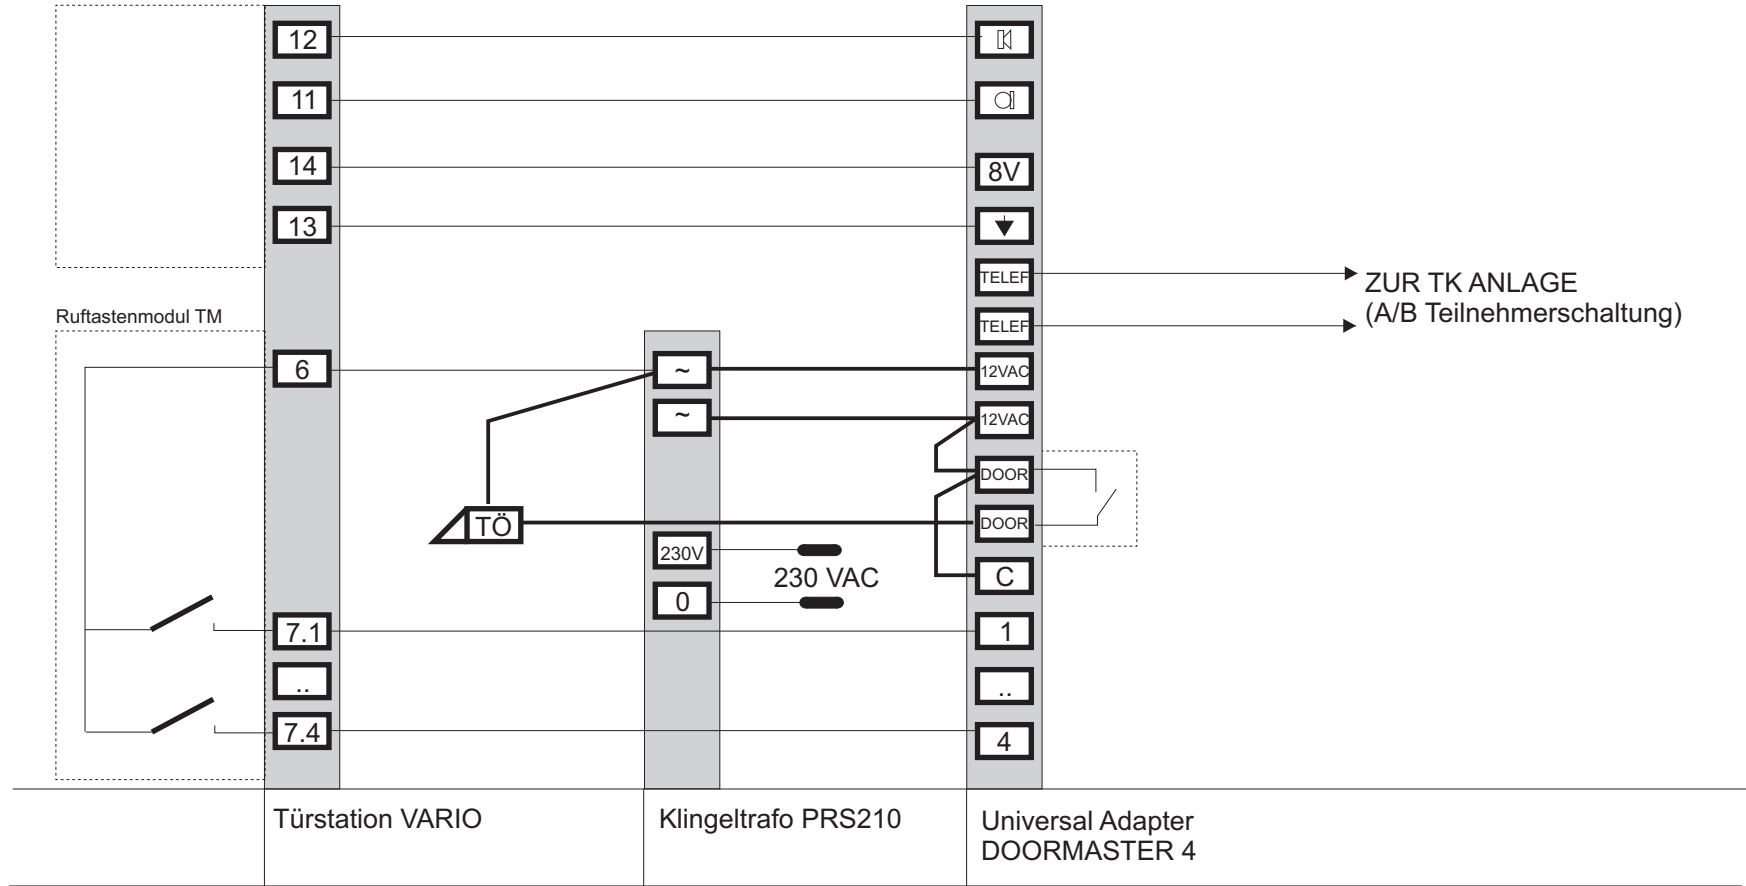 12
11
14
8V
13
TELEF
ZUR TK ANLAGE
(A/B Teilnehmerschaltung)
Ruftastenmodul TM
TELEF
6
~
12VAC
~
12VAC
DOOR
TÖ
DOOR
230V
230 VAC
C
0
7.1
1
..
..
7.4
4
Türstation VARIO
Klingeltrafo PRS210
Universal Adapter
DOORMASTER 4